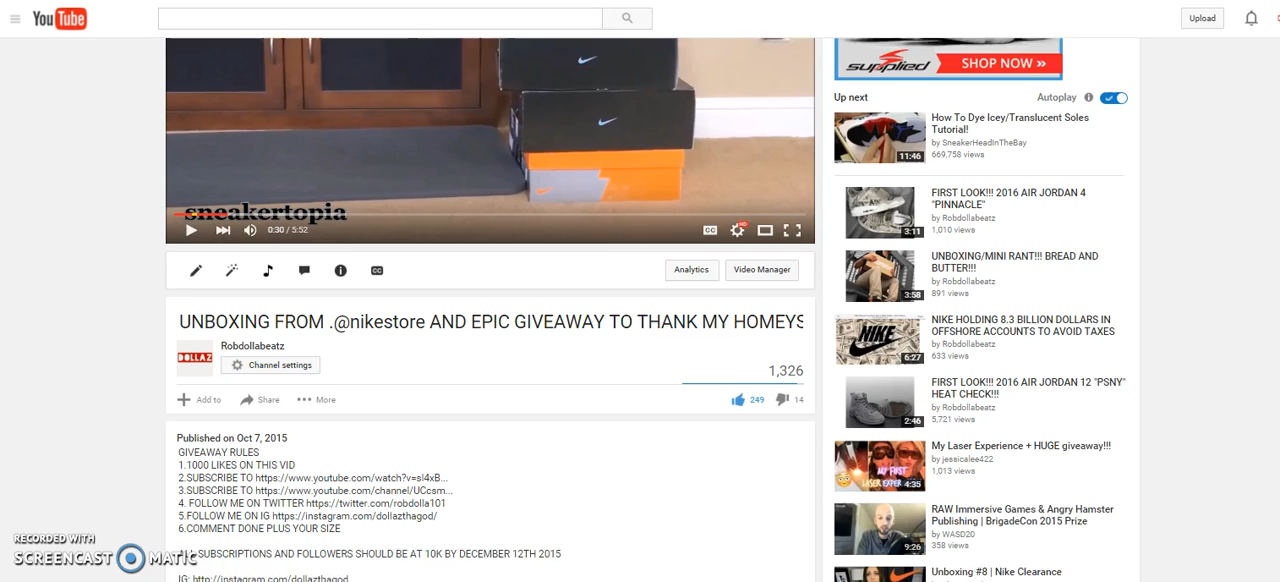 YouTube
Upload
sneakertopia
0:30 / 5:52
CC
HD
CC
Analytics
Video Manager
UNBOXING FROM .@nikestore AND EPIC GIVEAWAY TO THANK MY HOMEYS
DOLLAZ
Robdollabeatz
Channel settings
1,326
Add to
Share
More
249
14
Published on Oct 7, 2015
GIVEAWAY RULES
1.1000 LIKES ON THIS VID
2.SUBSCRIBE TO https://www.youtube.com/watch?v=sl4xB...
3.SUBSCRIBE TO https://www.youtube.com/channel/UCcsm...
4. FOLLOW ME ON TWITTER https://twitter.com/robdolla101
5.FOLLOW ME ON IG https://instagram.com/dollazthagod/
6.COMMENT DONE PLUS YOUR SIZE
SUBSCRIPTIONS AND FOLLOWERS SHOULD BE AT 10K BY DECEMBER 12TH 2015
IG: http://instagram.com/dollazthagod
RECORDED WITH
SCREENCAST MATIC
supplied
SHOP NOW »
Up next
Autoplay
How To Dye Icey/Translucent Soles
Tutorial!
by SneakerHeadInTheBay
669,758 views
11:46
FIRST LOOK!!! 2016 AIR JORDAN 4
"PINNACLE"
by Robdollabeatz
1,010 views
3:11
UNBOXING/MINI RANT!!! BREAD AND
BUTTER!!!
by Robdollabeatz
891 views
3:58
NIKE
NIKE HOLDING 8.3 BILLION DOLLARS IN
OFFSHORE ACCOUNTS TO AVOID TAXES
by Robdollabeatz
633 views
6:27
FIRST LOOK!!! 2016 AIR JORDAN 12 "PSNY"
HEAT CHECK!!!
by Robdollabeatz
5,721 views
2:46
MY FIRST
LASER EXPER
My Laser Experience + HUGE giveaway!!!
by jessicalee422
1,013 views
4:35
RAW Immersive Games & Angry Hamster
Publishing | BrigadeCon 2015 Prize
by WASD20
358 views
9:26
Unboxing #8 | Nike Clearance